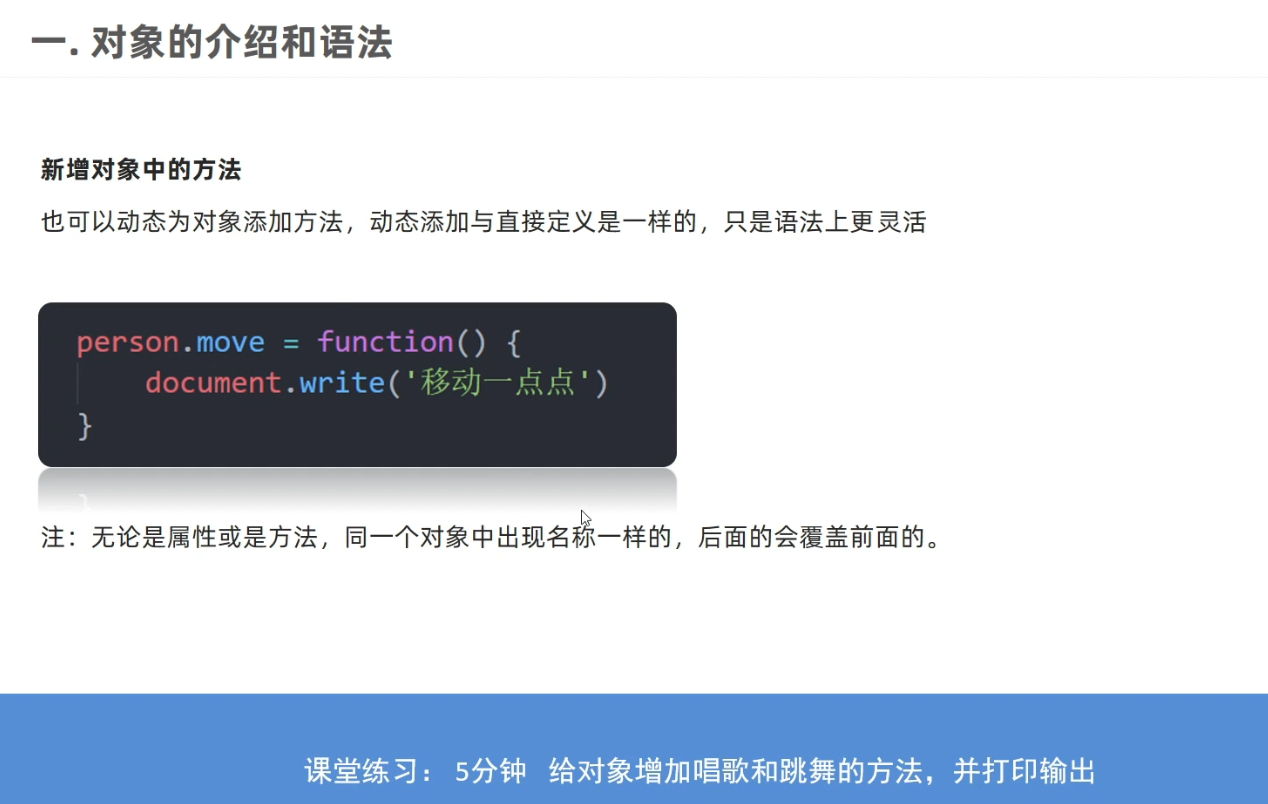 一. 对象的介绍和语法
新增对象中的方法
也可以动态为对象添加方法，动态添加与直接定义是一样的，只是语法上更灵活
person.move = function() {
document.write('移动一点点')
}
注：无论是属性或是方法，同一个对象中出现名称一样的，后面的会覆盖前面的。
课堂练习： 5分钟 给对象增加唱歌和跳舞的方法，并打印输出